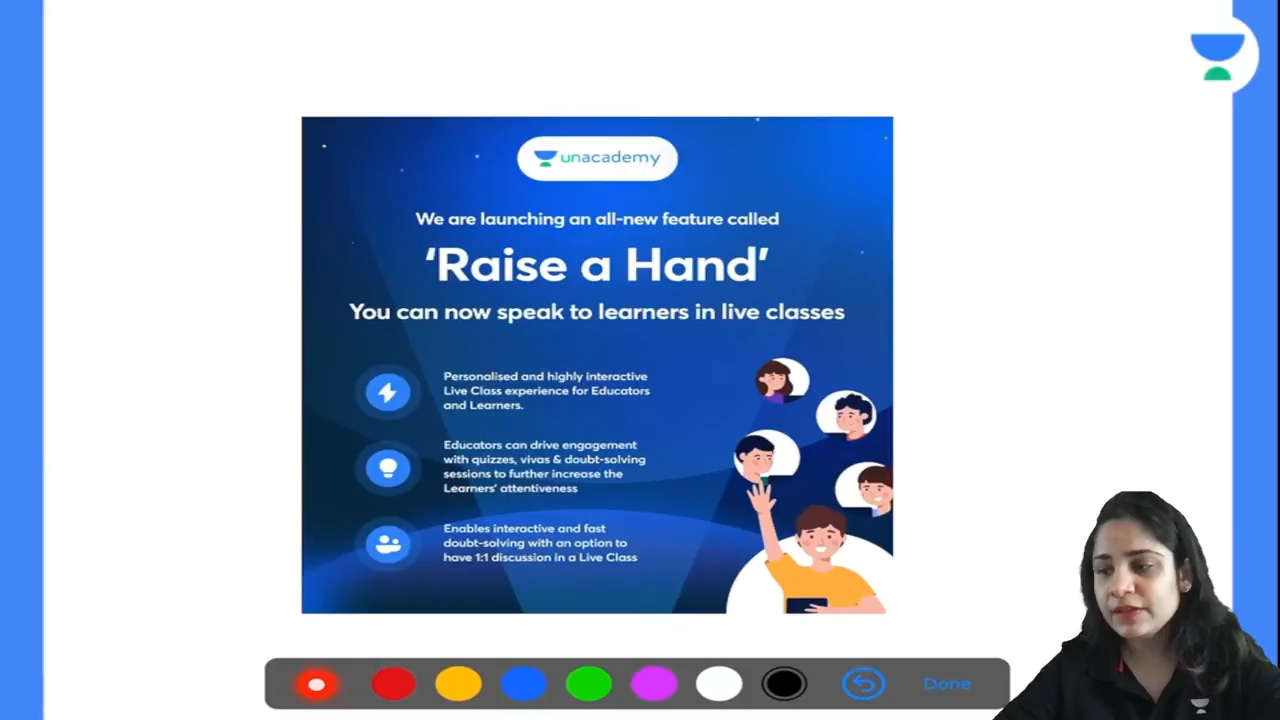 unacademy
We are launching an all-new feature called
‘Raise a Hand’
You can now speak to learners in live classes
Personalised and highly interactive
Live Class experience for Educators
and Learners.
Educators can drive engagement
with quizzes, vivas & doubt-solving
sessions to further increase the
Learners' attentiveness
Enables interactive and fast
doubt-solving with an option to
have 1:1 discussion in a Live Class
Done